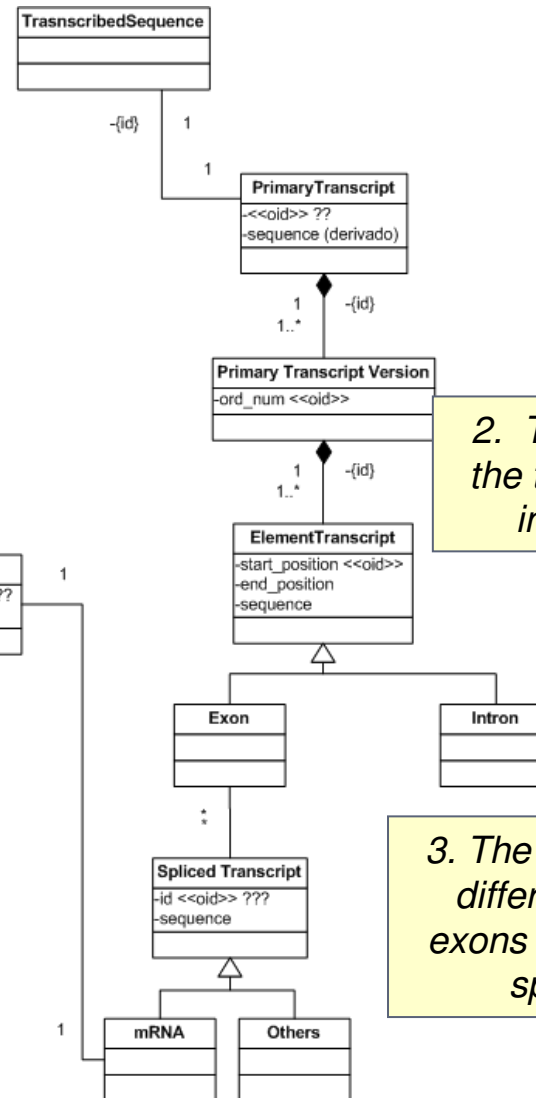 TrasnscribedSequence
-{id}
1
1
PrimaryTranscript
-<<oid>> ??
-sequence (derivado)
1
-{id}
1..*
Primary Transcript Version
-ord_num <<oid>>
2.
the
1
-{id}
1..*
ElementTranscript
-start_position <<oid>>
-end_position
-sequence
??
1
Exon
Intron
*
*
Spliced Transcript
-id <<oid>> ???
-sequence
3. The
differ
exons
sp
1
mRNA
Others